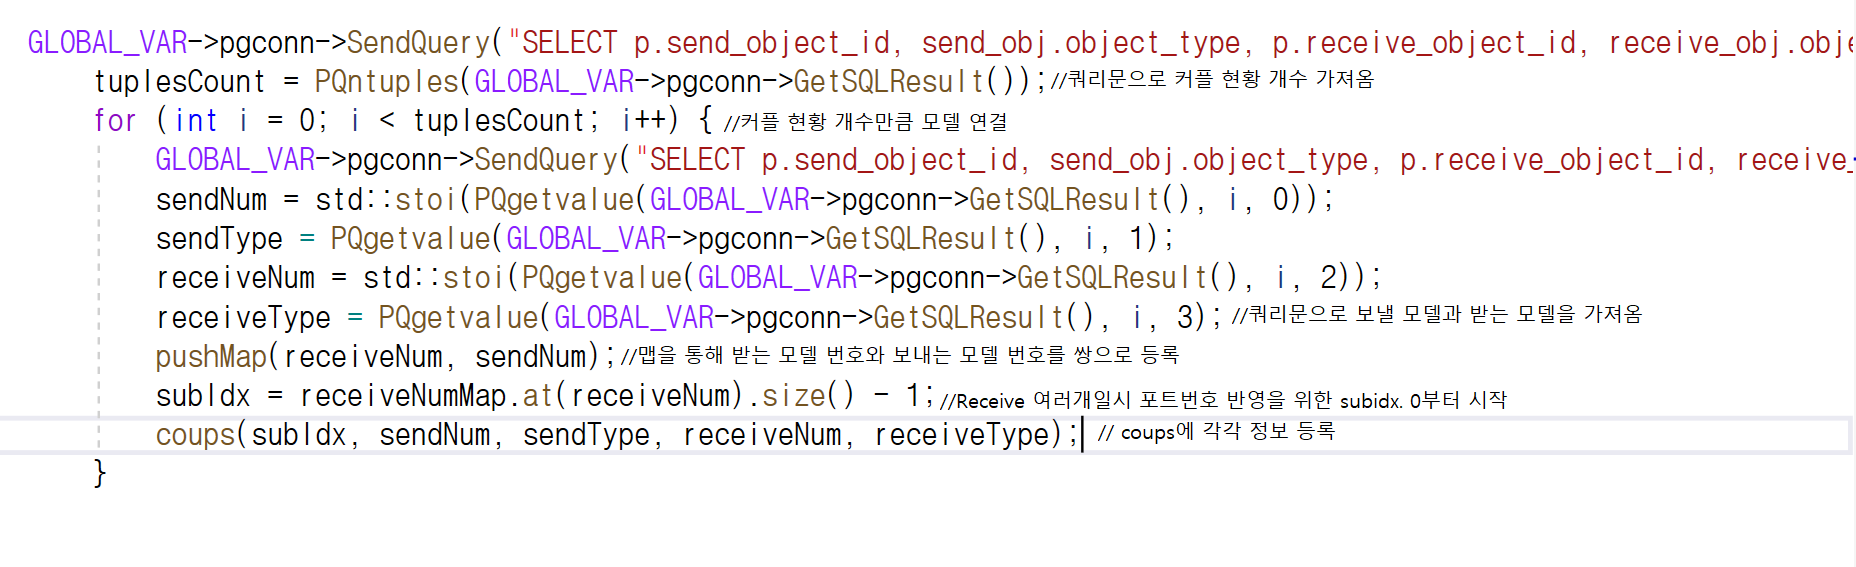 GLOBAL_VAR->pgconn->SendQuery("SELECT p.send_object_id, send_obj.object_type, p.receive_object_id, receive_obj.obje
tuplesCount = PQntuples(GLOBAL_VAR->pgconn->GetSQLResult()); //쿼리문으로 커플 현황 개수 가져옴
for (int i = 0; i < tuplesCount; i++) { //커플 현황 개수만큼 모델 연결
GLOBAL_VAR->pgconn->SendQuery("SELECT p.send_object_id, send_obj.object_type, p.receive_object_id, receive_
sendNum = std::stoi(PQgetvalue(GLOBAL_VAR->pgconn->GetSQLResult(), i, 0));
sendType = PQgetvalue(GLOBAL_VAR->pgconn->GetSQLResult(), i, 1);
receiveNum = std::stoi(PQgetvalue(GLOBAL_VAR->pgconn->GetSQLResult(), i, 2));
receiveType = PQgetvalue(GLOBAL_VAR->pgconn->GetSQLResult(), i, 3); //쿼리문으로 보낼 모델과 받는 모델을 가져옴
pushMap(receiveNum, sendNum); //맵을 통해 받는 모델 번호와 보내는 모델 번호를 쌍으로 등록
subIdx = receiveNumMap.at(receiveNum).size() - 1; //Receive 여러개일시 포트번호 반영을 위한 subidx. 0부터 시작
coups(subIdx, sendNum, sendType, receiveNum, receiveType); // coups에 각각 정보 등록
}